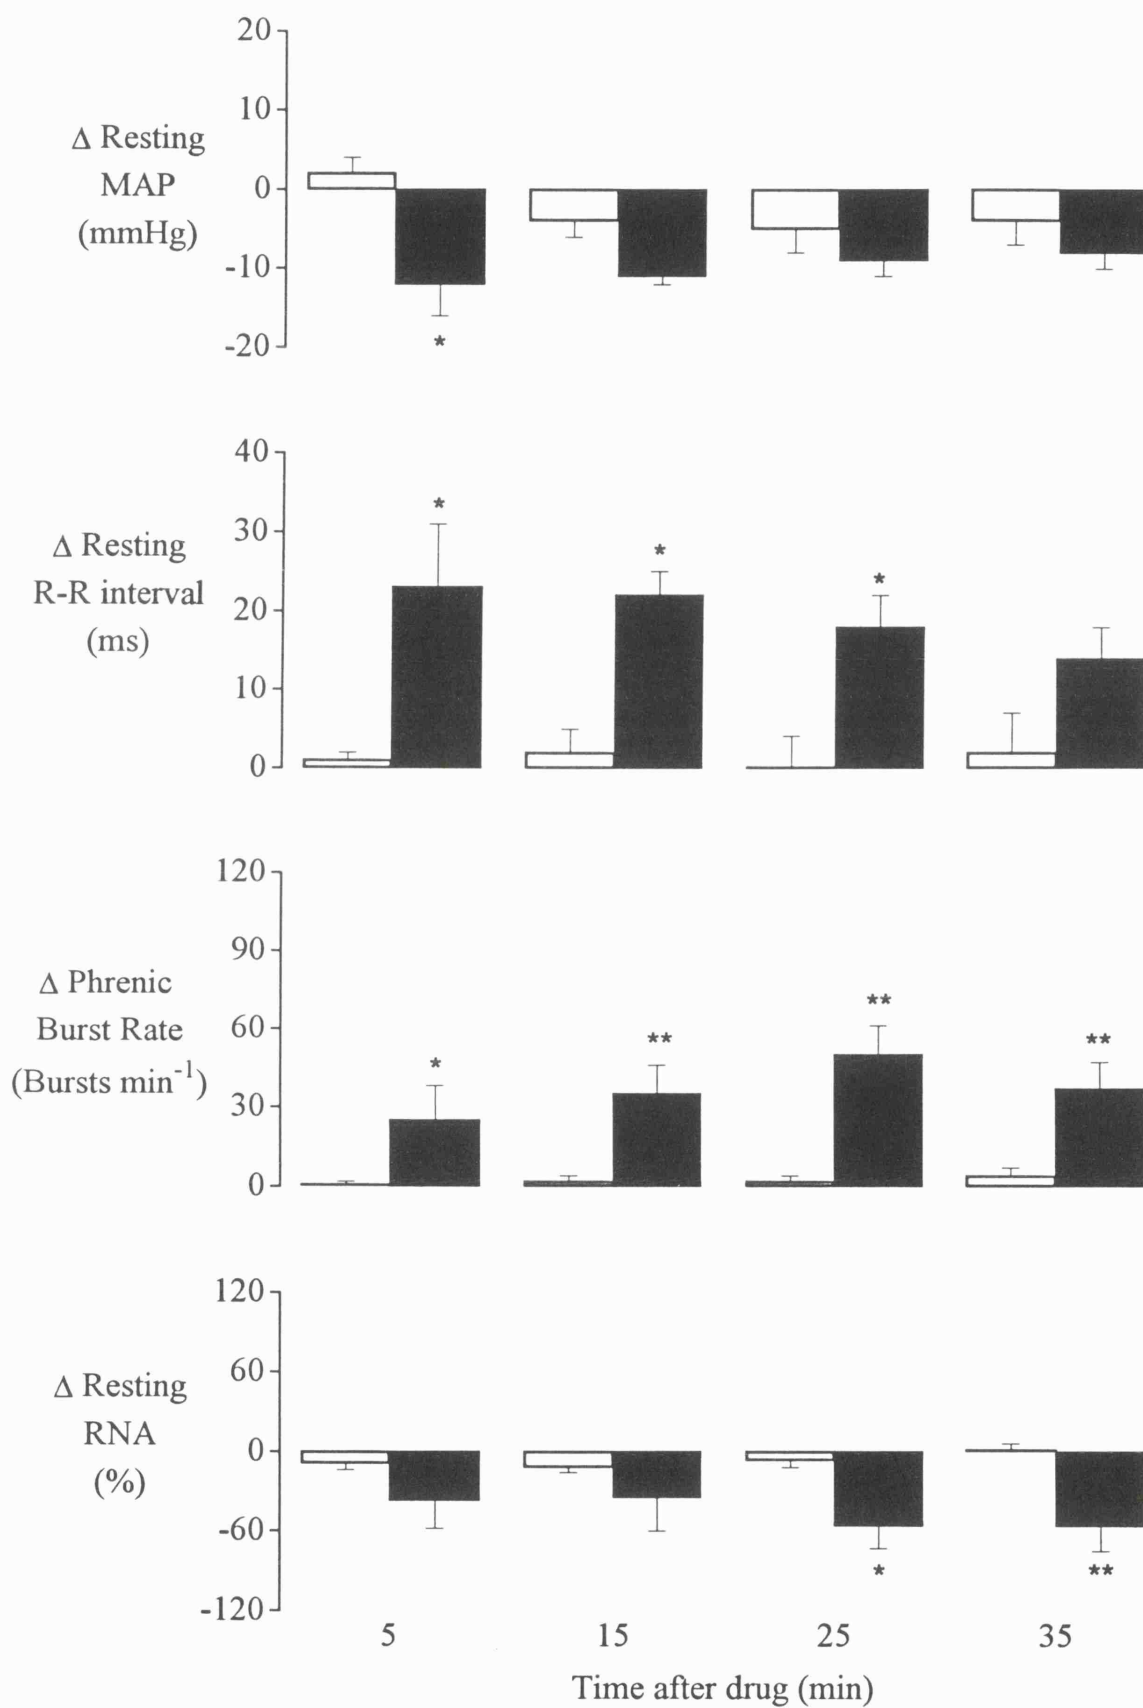 20
10
Δ Resting
MAP
(mmHg)
0
-10
-20
*
40
30
Δ Resting
R-R interval
(ms)
20
10
0
*
*
*
120
90
Δ Phrenic
Burst Rate
(Bursts min⁻¹)
60
30
0
*
**
**
**
120
60
Δ Resting
RNA
(%)
0
-60
-120
*
**
5 15 25 35
Time after drug (min)